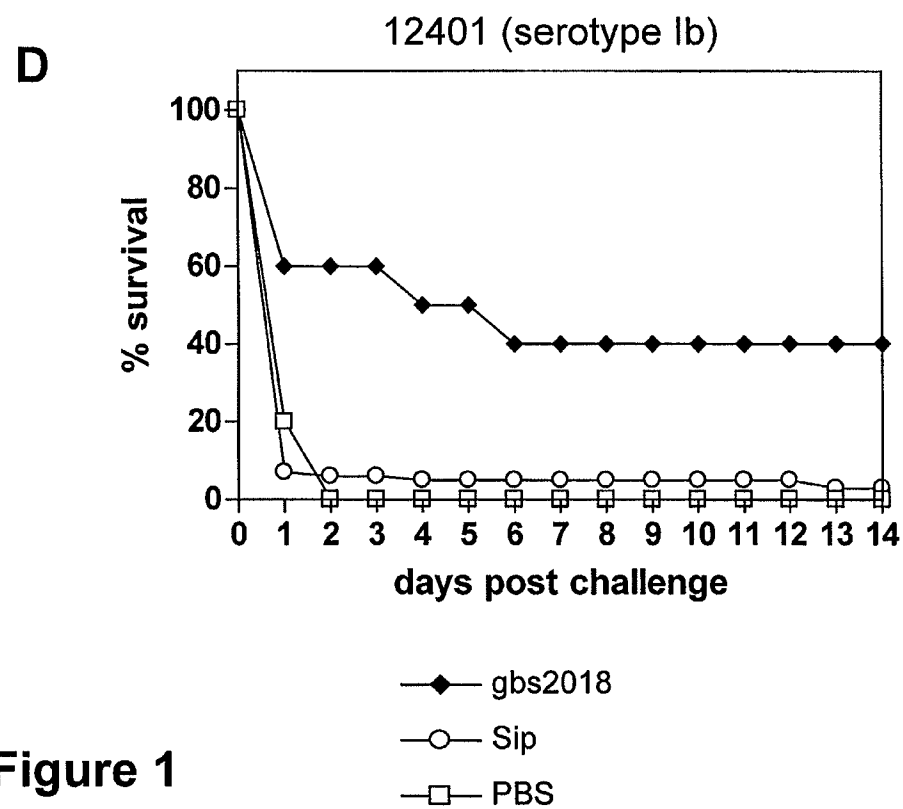 D
12401 (serotype Ib)
% survival
100
80
60
40
20
0
0 1 2 3 4 5 6 7 8 9 10 11 12 13 14
days post challenge
gbs2018
Sip
PBS
Figure 1